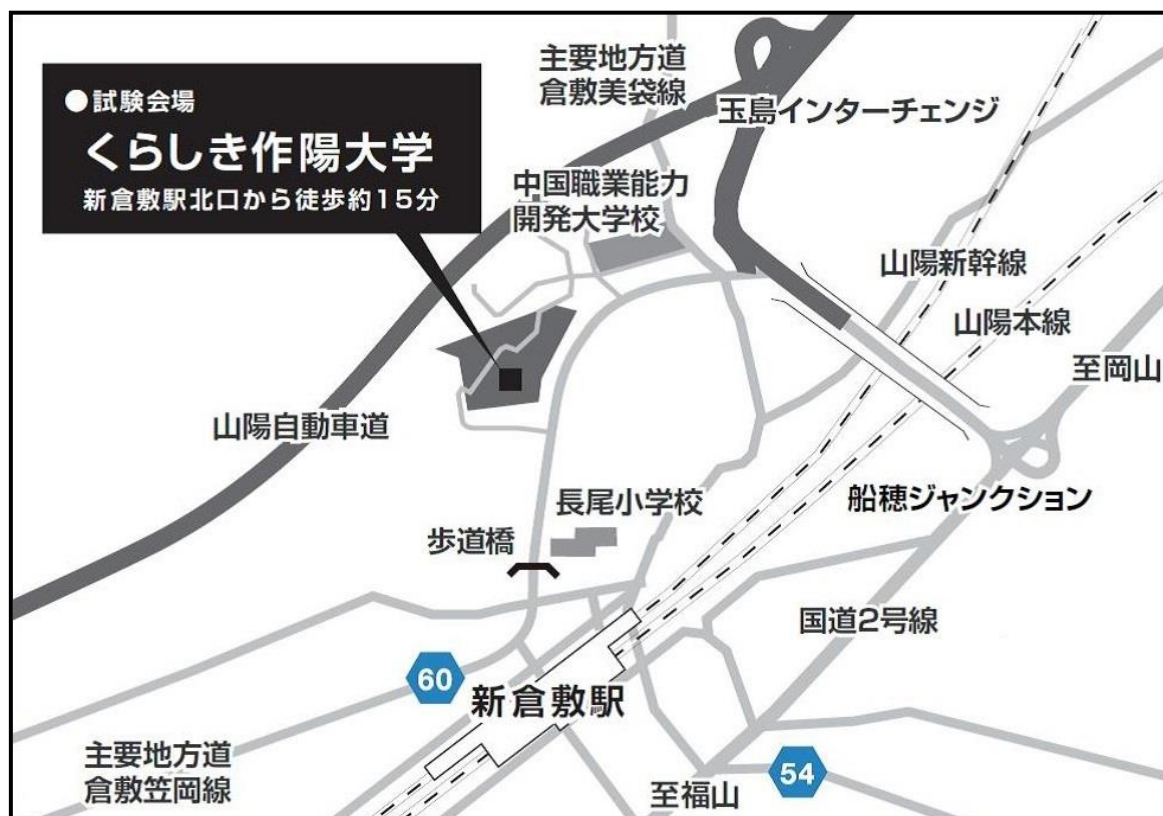 ●試験会場
くらしき作陽大学
新倉敷駅北口から徒歩約15分
主要地方道
倉敷美袋線
玉島インターチェンジ
中国職業能力
開発大学校
山陽新幹線
山陽本線
至岡山
山陽自動車道
船穂ジャンクション
長尾小学校
歩道橋
国道2号線
60
新倉敷駅
主要地方道
倉敷笠岡線
54
至福山